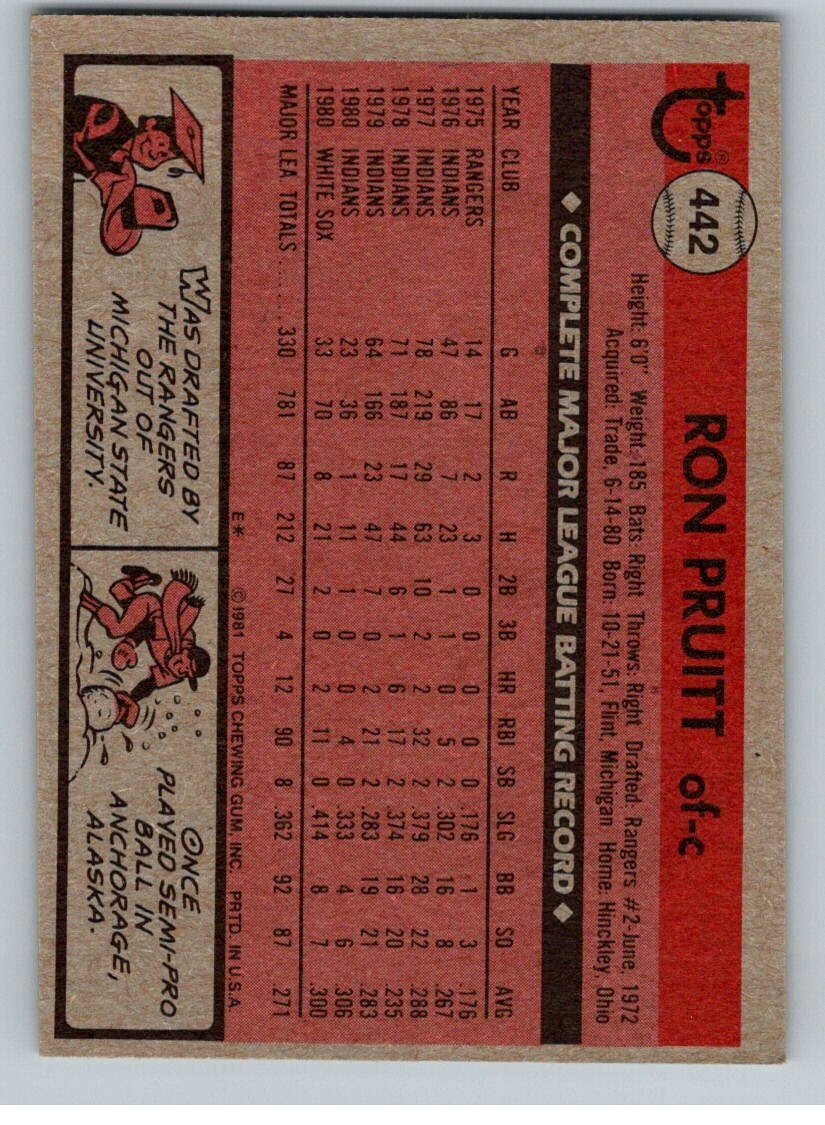 topps®
442
RON PRUITT of-c
Height: 6'0" Weight: 185 Bats: Right Throws: Right Drafted: Rangers #2-June, 1972
Acquired: Trade, 6-14-80 Born: 10-21-51, Flint, Michigan Home: Hinckley, Ohio
◆ COMPLETE MAJOR LEAGUE BATTING RECORD ◆
YEAR CLUB G AB R H 2B 3B HR RBI SB SLG BB SO AVG
1975 RANGERS 14 17 2 3 0 0 0 0 0 .176 1 3 .176
1976 INDIANS 47 86 7 23 1 1 0 5 2 .302 16 8 .267
1977 INDIANS 78 219 29 63 10 2 2 32 2 .379 28 22 .288
1978 INDIANS 71 187 17 44 6 1 6 17 2 .374 16 20 .235
1979 INDIANS 64 166 23 47 7 0 2 21 2 .283 19 21 .283
1980 INDIANS 23 36 1 11 1 0 0 4 0 .333 4 6 .306
1980 WHITE SOX 33 70 8 21 2 0 2 11 0 .414 8 7 .300
MAJOR LEA. TOTALS...... 330 781 87 212 27 4 12 90 8 .362 92 87 .271
E* ©1981 TOPPS CHEWING GUM, INC. PRTD. IN U.S.A.
WAS DRAFTED BY
THE RANGERS
OUT OF
MICHIGAN STATE
UNIVERSITY.
ONCE
PLAYED SEMI-PRO
BALL IN
ANCHORAGE,
ALASKA.